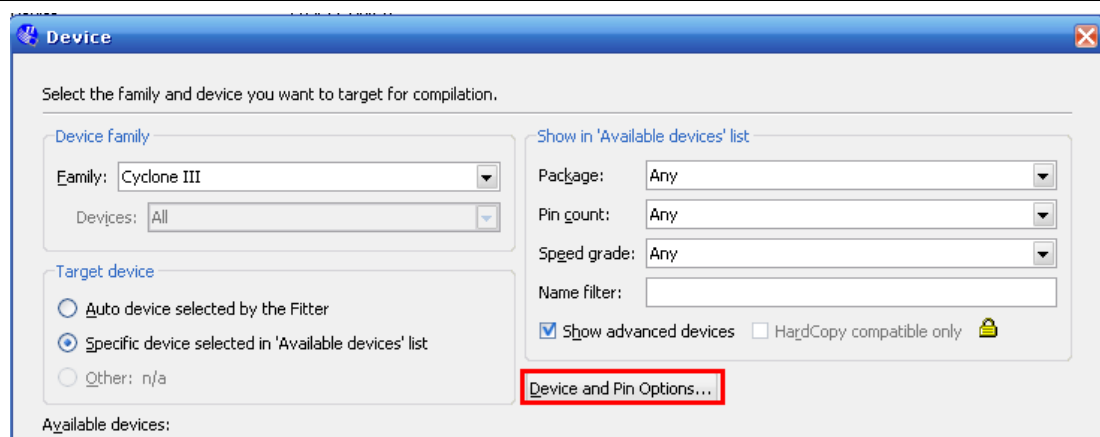 Device
Select the family and device you want to target for compilation.
Device family
Family: Cyclone III
Devices: All
Target device
Auto device selected by the Fitter
Specific device selected in 'Available devices' list
Other: n/a
Available devices:
Show in 'Available devices' list
Package: Any
Pin count: Any
Speed grade: Any
Name filter:
Show advanced devices HardCopy compatible only
Device and Pin Options...